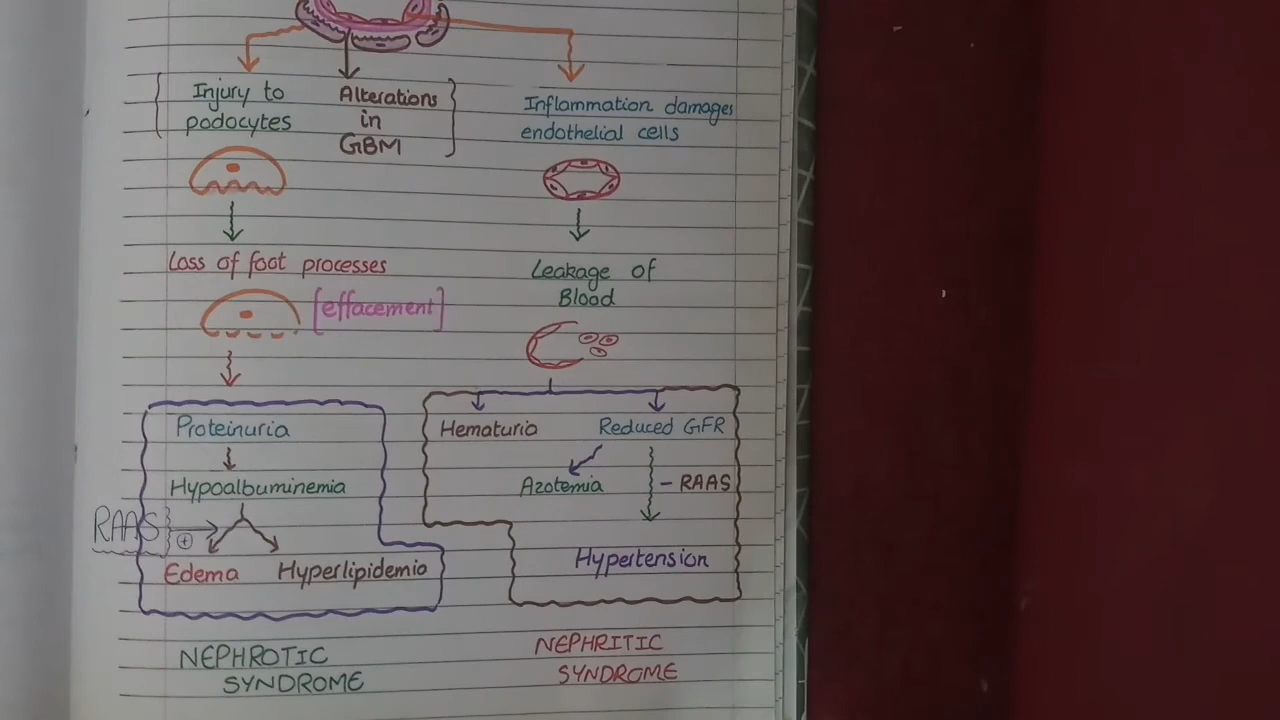 Injury to
podocytes
Alterations
in
GBM
Inflammation damages
endothelial cells
Loss of foot processes
[effacement]
Leakage of
Blood
Proteinuria
Hypoalbuminemia
RAAS
+
Edema
Hyperlipidemia
Hematuria
Reduced GFR
Azotemia
- RAAS
Hypertension
NEPHROTIC
SYNDROME
NEPHRITIC
SYNDROME